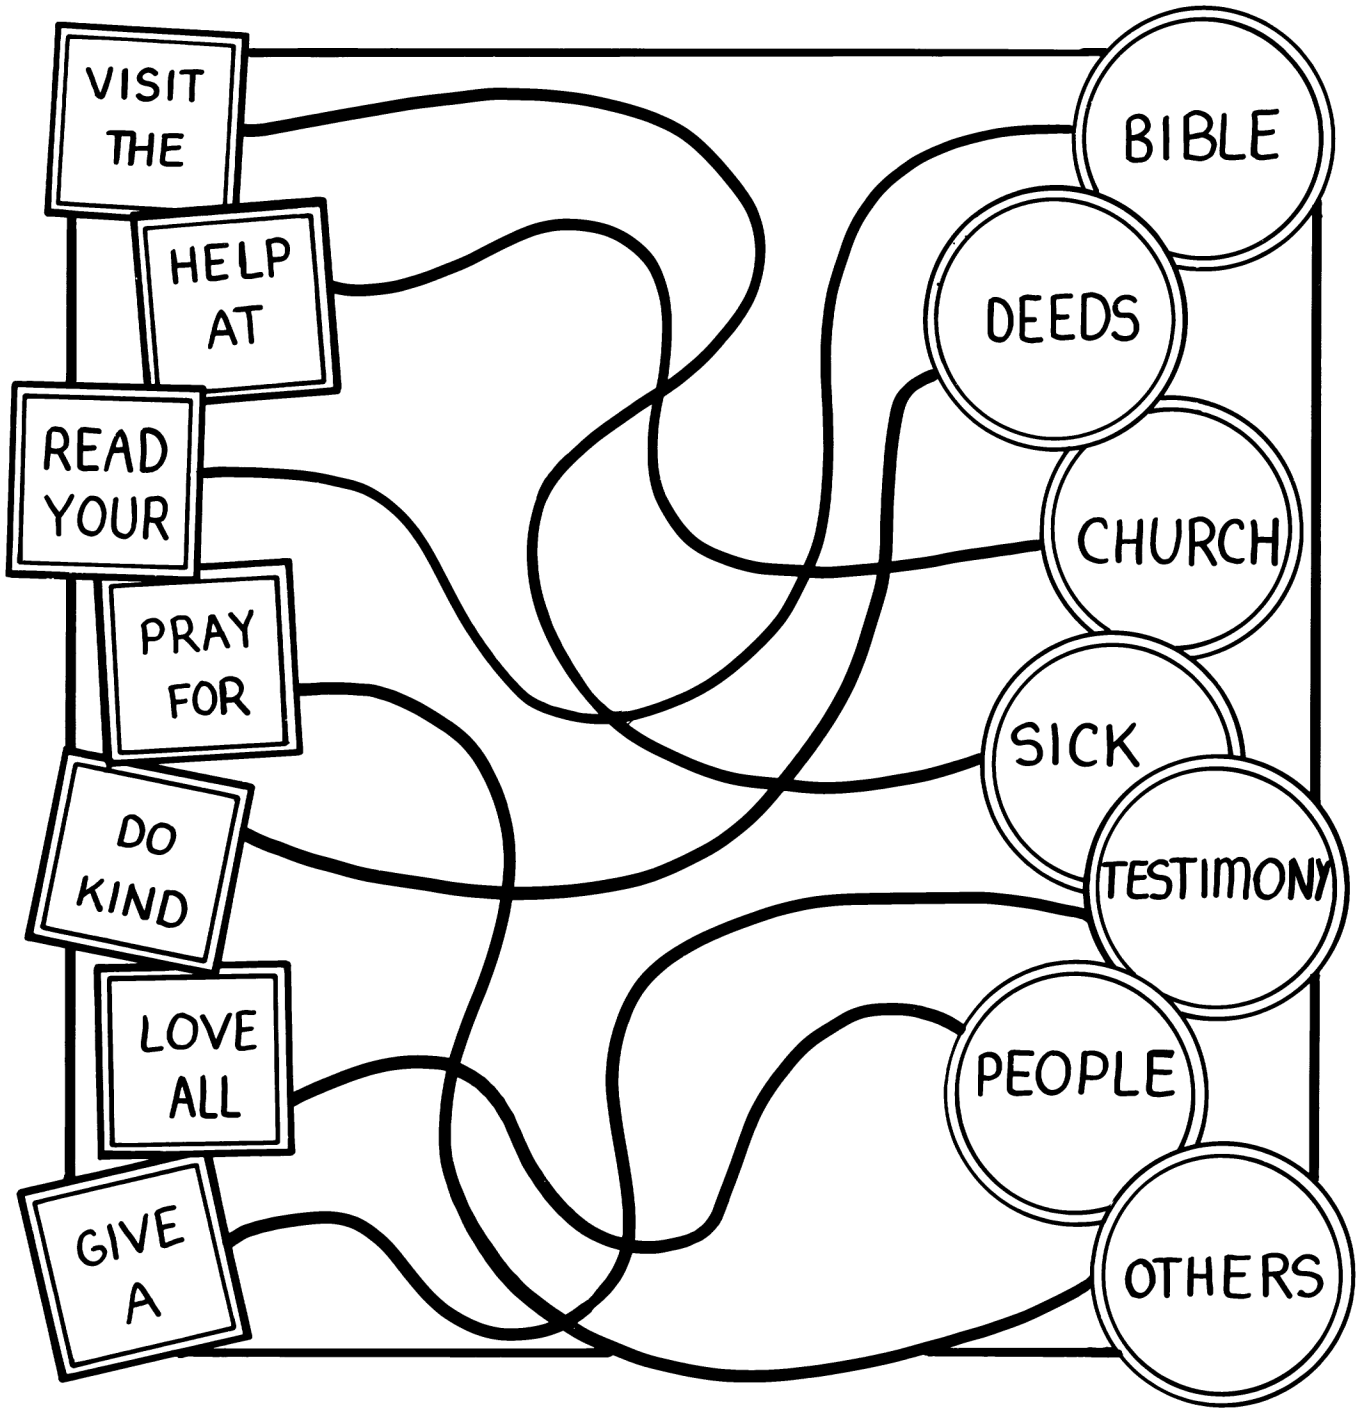 VISIT
THE
HELP
AT
READ
YOUR
PRAY
FOR
DO
KIND
LOVE
ALL
GIVE
A
BIBLE
DEEDS
CHURCH
SICK
TESTIMONY
PEOPLE
OTHERS